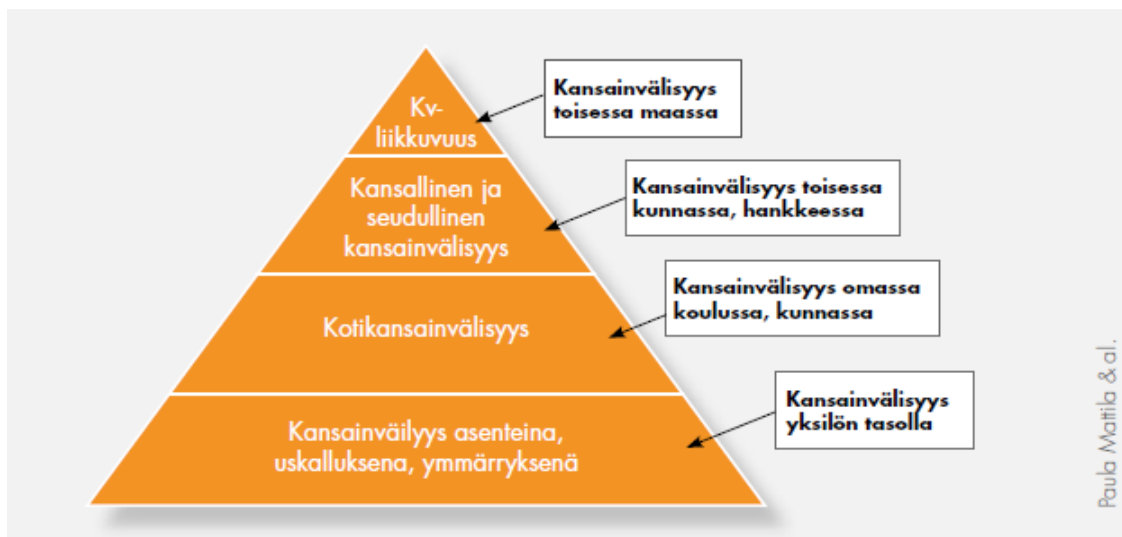 Kv-
liikkuvuus
Kansainvälisyys
toisessa maassa
Kansallinen ja
seudullinen
kansainvälisyys
Kansainvälisyys toisessa
kunnassa, hankkeessa
Kotikansainvälisyys
Kansainvälisyys omassa
koulussa, kunnassa
Kansainväilyys asenteina,
uskalluksena, ymmärryksenä
Kansainvälisyys
yksilön tasolla
Paula Mattila & al.